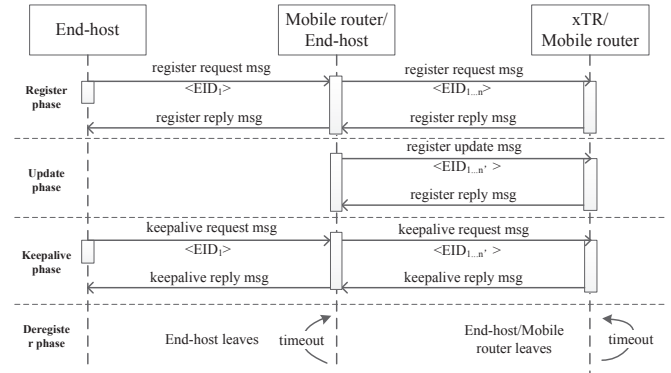 End-host
Mobile router/
End-host
xTR/
Mobile router
Register
phase
register request msg
<EID1>
register reply msg
register request msg
<EID1...n>
register reply msg
Update
phase
register update msg
<EID1...n' >
register reply msg
Keepalive
phase
keepalive request msg
<EID1>
keepalive reply msg
keepalive request msg
<EID1...n' >
keepalive reply msg
Deregiste
r phase
End-host leaves
timeout
End-host/Mobile
router leaves
timeout